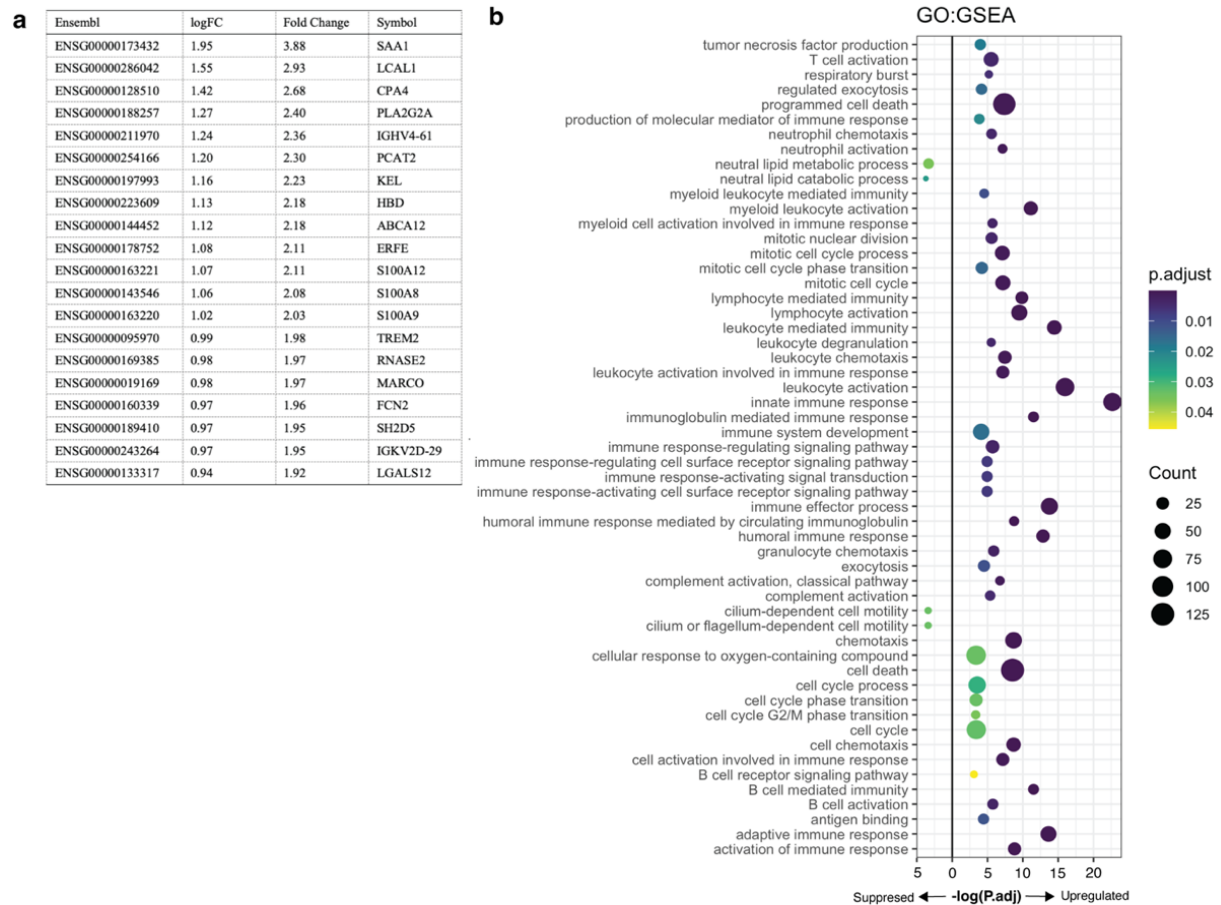 a
Ensembl logFC Fold Change Symbol
ENSG00000173432 1.95 3.88 SAA1
ENSG00000286042 1.55 2.93 LCAL1
ENSG00000128510 1.42 2.68 CPA4
ENSG00000188257 1.27 2.40 PLA2G2A
ENSG00000211970 1.24 2.36 IGHV4-61
ENSG00000254166 1.20 2.30 PCAT2
ENSG00000197993 1.16 2.23 KEL
ENSG00000223609 1.13 2.18 HBD
ENSG00000144452 1.12 2.18 ABCA12
ENSG00000178752 1.08 2.11 ERFE
ENSG00000163221 1.07 2.11 S100A12
ENSG00000143546 1.06 2.08 S100A8
ENSG00000163220 1.02 2.03 S100A9
ENSG00000095970 0.99 1.98 TREM2
ENSG00000169385 0.98 1.97 RNASE2
ENSG00000019169 0.98 1.97 MARCO
ENSG00000160339 0.97 1.96 FCN2
ENSG00000189410 0.97 1.95 SH2D5
ENSG00000243264 0.97 1.95 IGKV2D-29
ENSG00000133317 0.94 1.92 LGALS12
b
GO:GSEA
tumor necrosis factor production
T cell activation
respiratory burst
regulated exocytosis
programmed cell death
production of molecular mediator of immune response
neutrophil chemotaxis
neutrophil activation
neutral lipid metabolic process
neutral lipid catabolic process
myeloid leukocyte mediated immunity
myeloid leukocyte activation
myeloid cell activation involved in immune response
mitotic nuclear division
mitotic cell cycle process
mitotic cell cycle phase transition
mitotic cell cycle
lymphocyte mediated immunity
lymphocyte activation
leukocyte mediated immunity
leukocyte degranulation
leukocyte chemotaxis
leukocyte activation involved in immune response
leukocyte activation
innate immune response
immunoglobulin mediated immune response
immune system development
immune response-regulating signaling pathway
immune response-regulating cell surface receptor signaling pathway
immune response-activating signal transduction
immune response-activating cell surface receptor signaling pathway
immune effector process
humoral immune response mediated by circulating immunoglobulin
humoral immune response
granulocyte chemotaxis
exocytosis
complement activation, classical pathway
complement activation
cilium-dependent cell motility
cilium or flagellum-dependent cell motility
chemotaxis
cellular response to oxygen-containing compound
cell death
cell cycle process
cell cycle phase transition
cell cycle G2/M phase transition
cell cycle
cell chemotaxis
cell activation involved in immune response
B cell receptor signaling pathway
B cell mediated immunity
B cell activation
antigen binding
adaptive immune response
activation of immune response
5 0 5 10 15 20
Suppresed -log(P.adj) Upregulated
p.adjust
0.01
0.02
0.03
0.04
Count
25
50
75
100
125